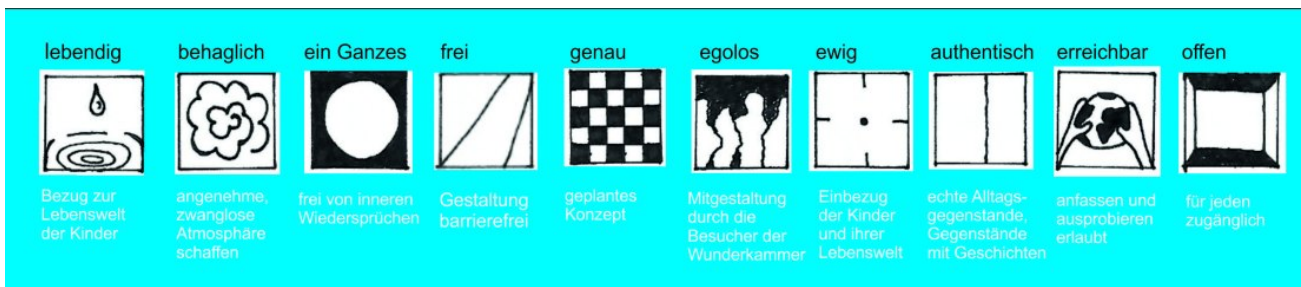 lebendig
behaglich
ein Ganzes
frei
genau
egolos
ewig
authentisch
erreichbar
offen
Bezug zur
Lebenswelt
der Kinder
angenehme,
zwanglose
Atmosphäre
schaffen
frei von inneren
Wiedersprüchen
Gestaltung
barrierefrei
geplantes
Konzept
Mitgestaltung
durch die
Besucher der
Wunderkammer
Einbezug
der Kinder
und ihrer
Lebenswelt
echte Alltags-
gegenstande,
Gegenstände
mit Geschichten
anfassen und
ausprobieren
erlaubt
für jeden
zugänglich